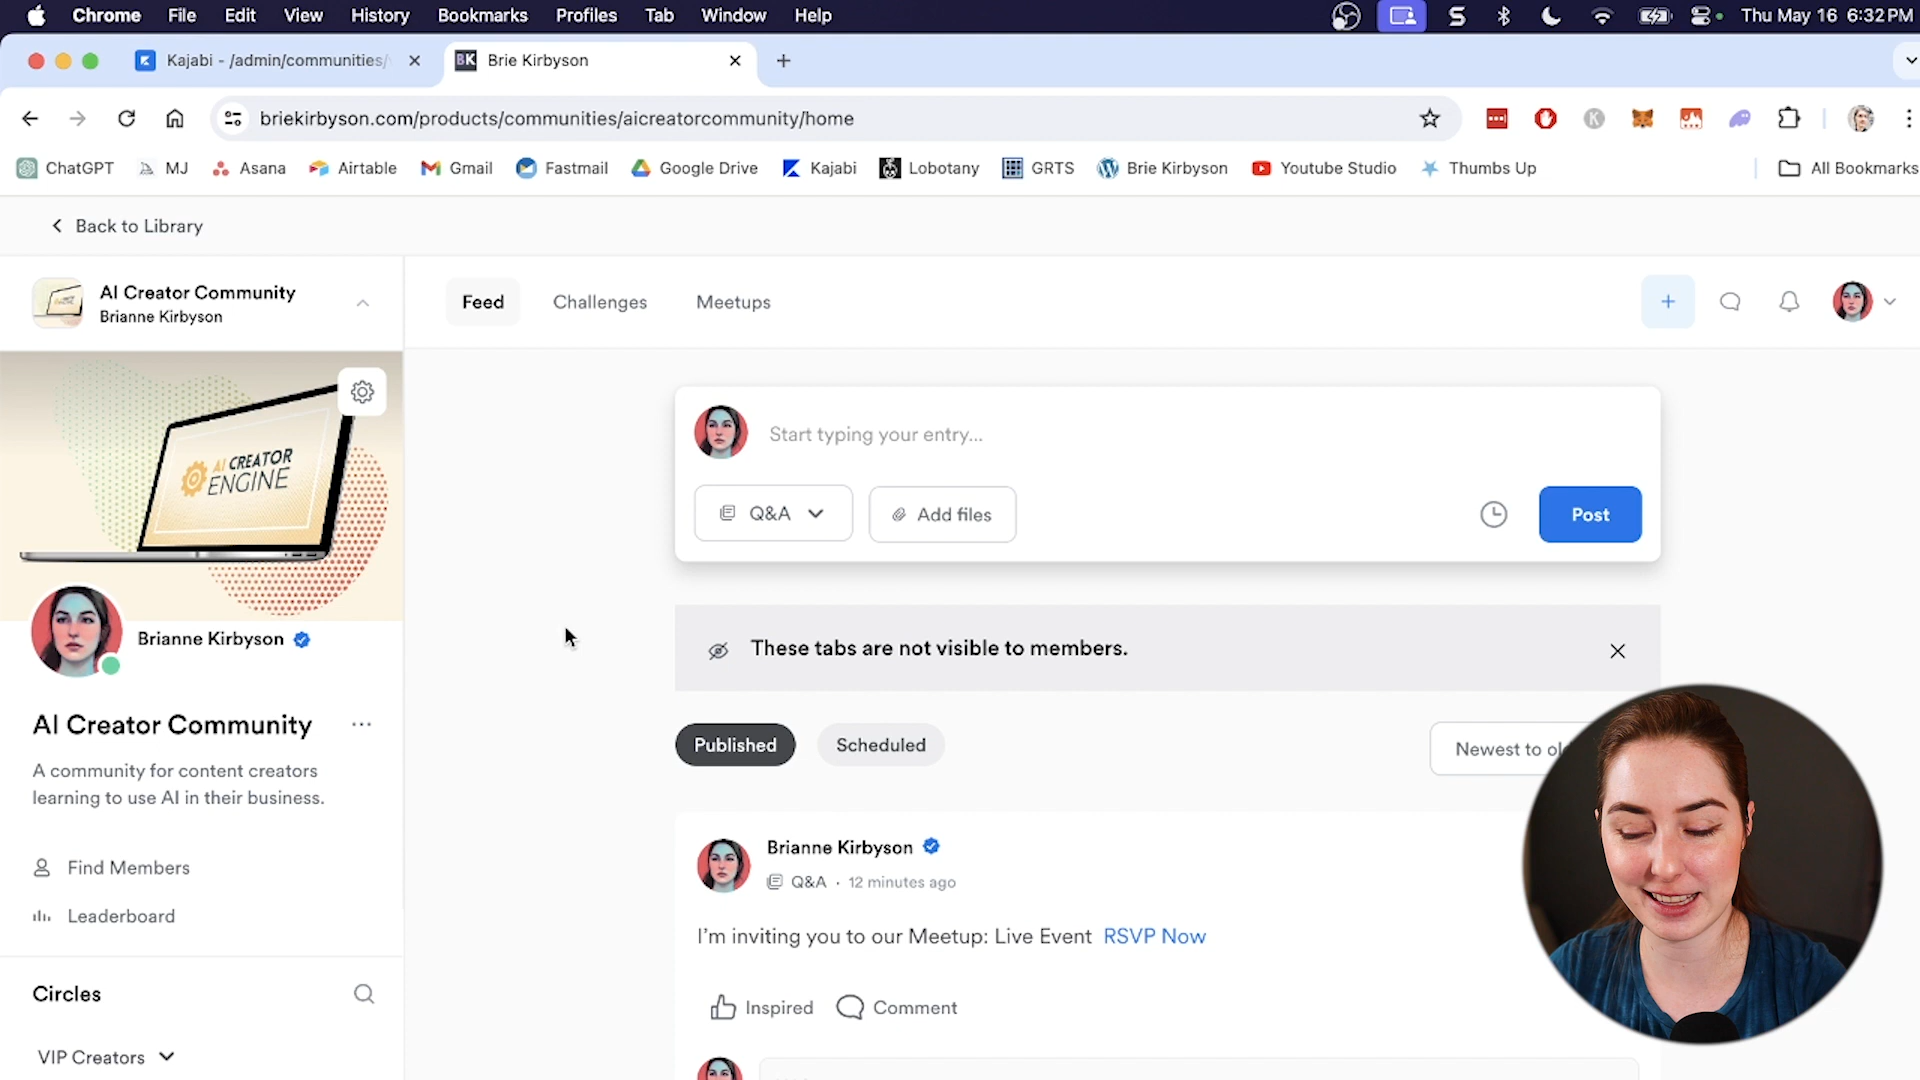 Chrome File Edit View History Bookmarks Profiles Tab Window Help Thu May 16 6:32 PM
Kajabi - /admin/communities/ Brie Kirbyson
briekirbyson.com/products/communities/aicreatorcommunity/home
ChatGPT MJ Asana Airtable Gmail Fastmail Google Drive Kajabi Lobotany GRTS Brie Kirbyson Youtube Studio Thumbs Up All Bookmarks
Back to Library
AI Creator Community
Brianne Kirbyson
Feed Challenges Meetups
AI CREATOR
ENGINE
Start typing your entry...
Q&A Add files Post
Brianne Kirbyson
These tabs are not visible to members.
AI Creator Community
Published Scheduled Newest to ol
A community for content creators
learning to use AI in their business.
Find Members
Leaderboard
Brianne Kirbyson
Q&A · 12 minutes ago
I'm inviting you to our Meetup: Live Event RSVP Now
Circles
Inspired Comment
VIP Creators